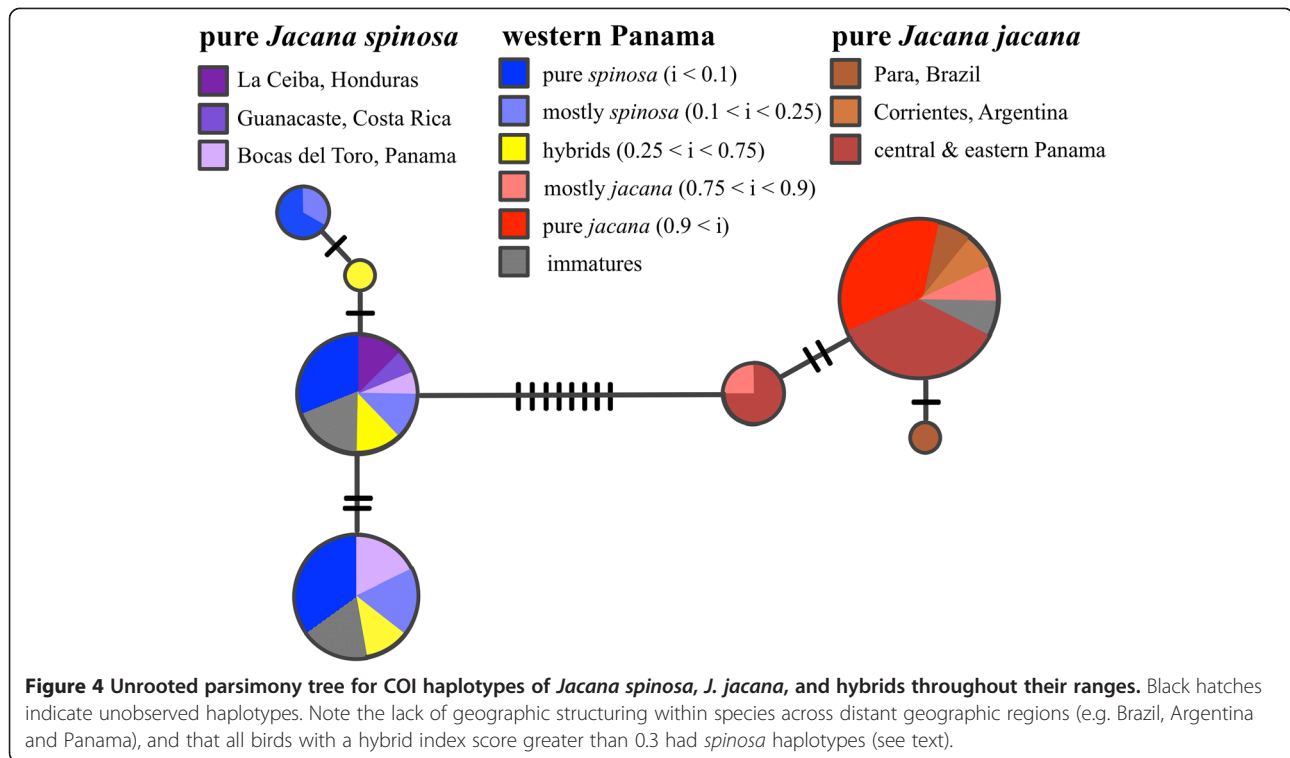 pure Jacana spinosa
La Ceiba, Honduras
Guanacaste, Costa Rica
Bocas del Toro, Panama
western Panama
pure spinosa (i < 0.1)
mostly spinosa (0.1 < i < 0.25)
hybrids (0.25 < i < 0.75)
mostly jacana (0.75 < i < 0.9)
pure jacana (0.9 < i)
immatures
pure Jacana jacana
Para, Brazil
Corrientes, Argentina
central & eastern Panama
Figure 4 Unrooted parsimony tree for COI haplotypes of Jacana spinosa, J. jacana, and hybrids throughout their ranges. Black hatches
indicate unobserved haplotypes. Note the lack of geographic structuring within species across distant geographic regions (e.g. Brazil, Argentina
and Panama), and that all birds with a hybrid index score greater than 0.3 had spinosa haplotypes (see text).